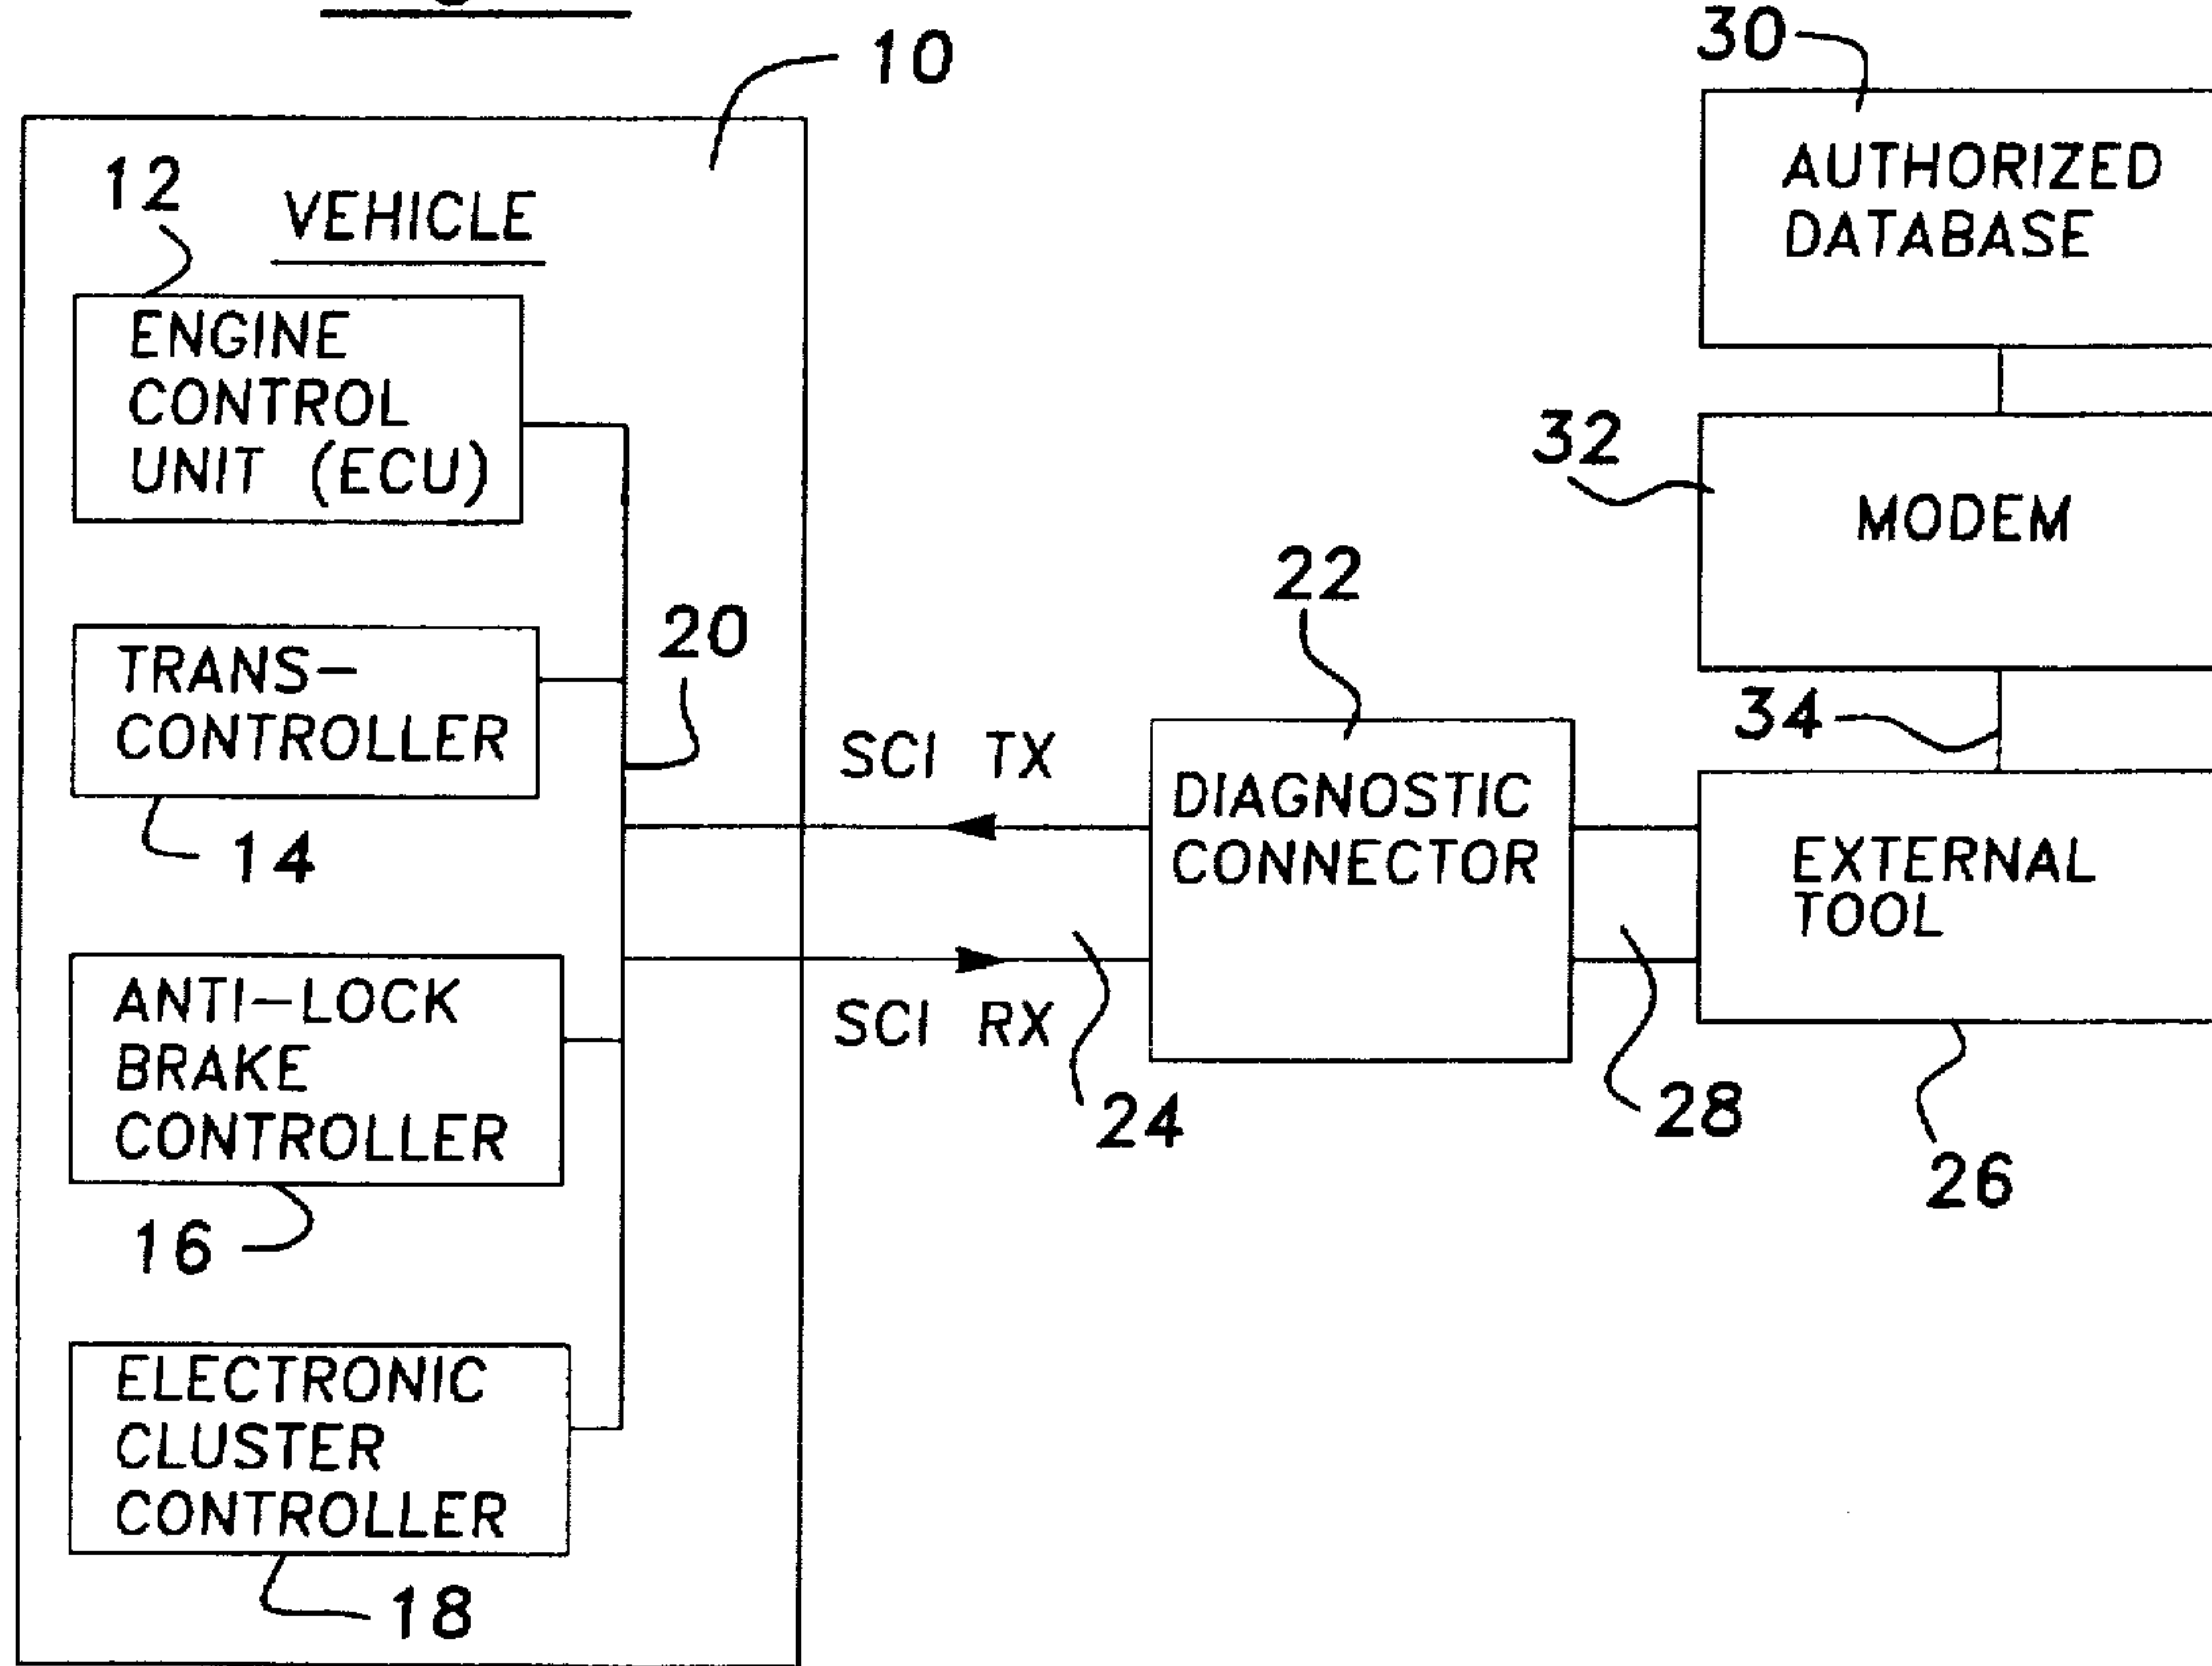 10
12
VEHICLE
ENGINE
CONTROL
UNIT (ECU)
TRANS-
CONTROLLER
14
20
ANTI-LOCK
BRAKE
CONTROLLER
16
ELECTRONIC
CLUSTER
CONTROLLER
18
SCI TX
SCI RX
24
22
DIAGNOSTIC
CONNECTOR
28
30
AUTHORIZED
DATABASE
32
MODEM
34
EXTERNAL
TOOL
26